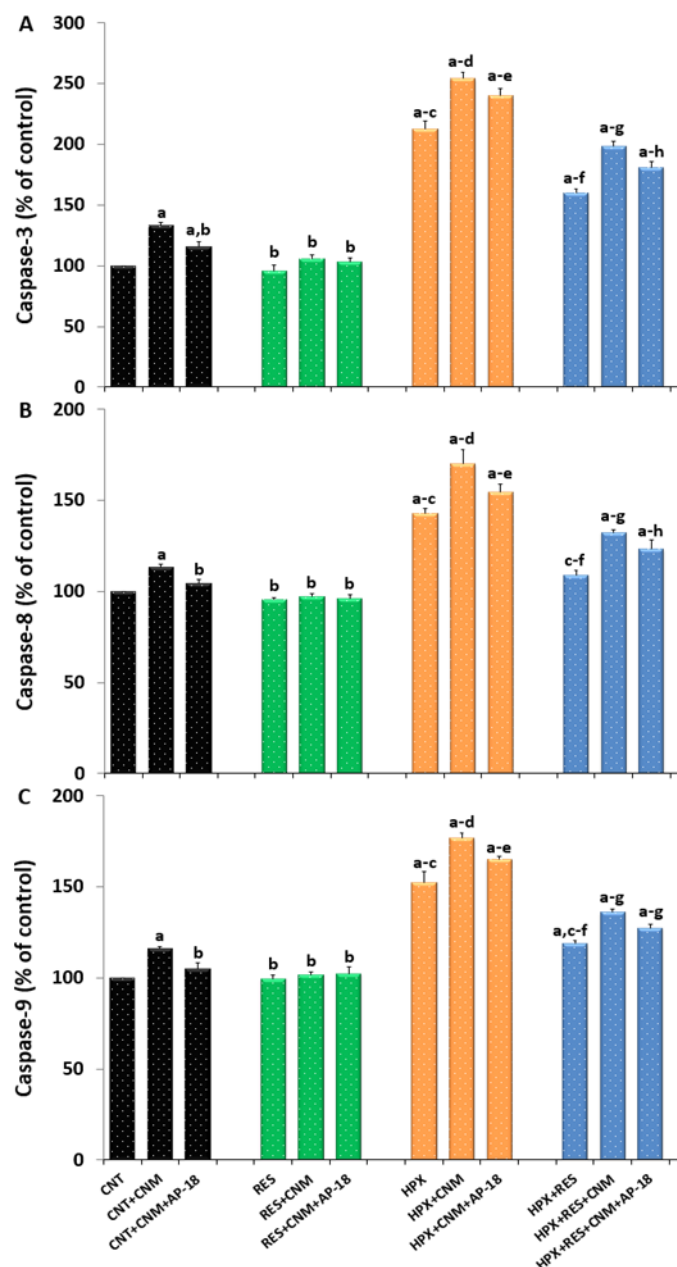 A
Caspase-3 (% of control)
300
250
200
150
100
50
0
a
a,b
b
b
b
a-c
a-d
a-e
a-f
a-g
a-h
B
Caspase-8 (% of control)
200
150
100
50
0
a
b
b
b
b
a-c
a-d
a-e
c-f
a-g
a-h
C
Caspase-9 (% of control)
200
150
100
50
0
a
b
b
b
b
a-c
a-d
a-e
a,c-f
a-g
a-g
CNT
CNT+CNM
CNT+CNM+AP-18
RES
RES+CNM
RES+CNM+AP-18
HPX
HPX+CNM
HPX+CNM+AP-18
HPX+RES
HPX+RES+CNM
HPX+RES+CNM+AP-18